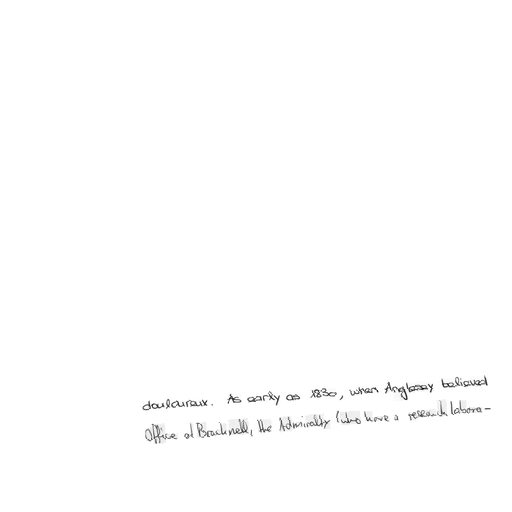 douloureux. As early as 1830, when Anglesey believed
Office at Bracknell, the Admiralty (who have a research labora-